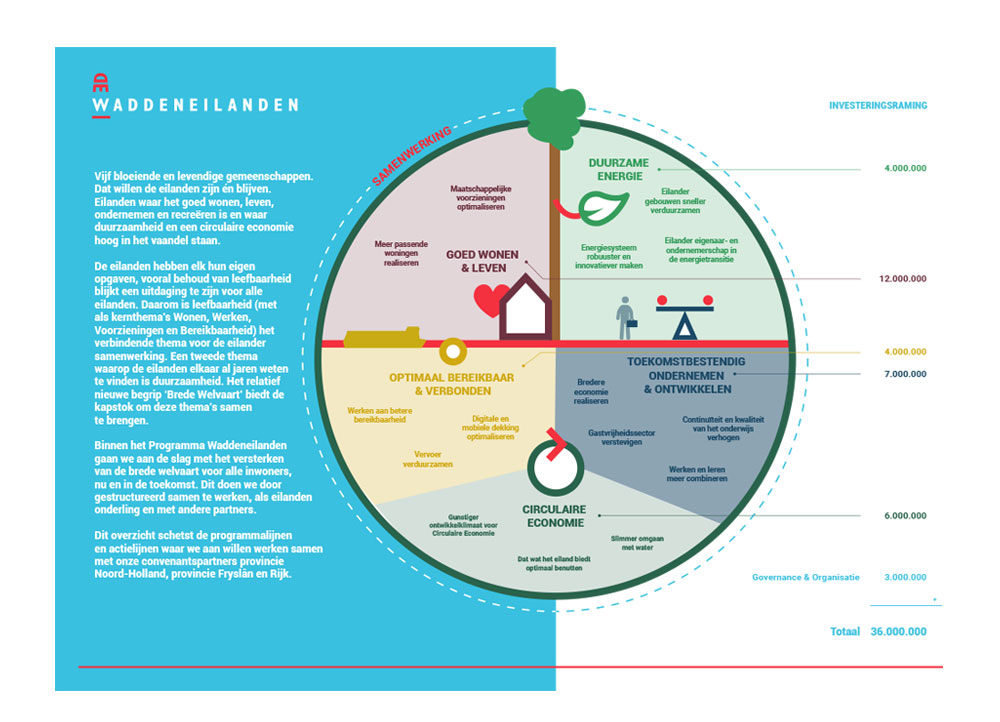 DE
WADDENEILANDEN
Vijf bloeiende en levendige gemeenschappen.
Dat willen de eilanden zijn én blijven.
Eilanden waar het goed wonen, leven,
ondernemen en recreëren is en waar
duurzaamheid en een circulaire economie
hoog in het vaandel staan.
De eilanden hebben elk hun eigen
opgaven, vooral behoud van leefbaarheid
blijkt een uitdaging te zijn voor alle
eilanden. Daarom is leefbaarheid (met
als kernthema's Wonen, Werken,
Voorzieningen en Bereikbaarheid) het
verbindende thema voor de eilander
samenwerking. Een tweede thema
waarop de eilanden elkaar al jaren weten
te vinden is duurzaamheid. Het relatief
nieuwe begrip 'Brede Welvaart' biedt de
kapstok om deze thema's samen
te brengen.
Binnen het Programma Waddeneilanden
gaan we aan de slag met het versterken
van de brede welvaart voor alle inwoners,
nu en in de toekomst. Dit doen we door
gestructureerd samen te werken, als eilanden
onderling en met andere partners.
Dit overzicht schetst de programmalijnen
en actielijnen waar we aan willen werken samen
met onze convenantspartners provincie
Noord-Holland, provincie Fryslân en Rijk.
SAMENWERKING
Maatschappelijke
voorzieningen
optimaliseren
Meer passende
woningen
realiseren
GOED WONEN
& LEVEN
DUURZAME
ENERGIE
Eilander
gebouwen sneller
verduurzamen
Energiesysteem
robuuster en
innovatiever maken
Eilander eigenaar- en
ondernemerschap in
de energietransitie
OPTIMAAL BEREIKBAAR
& VERBONDEN
Werken aan betere
bereikbaarheid
Digitale en
mobiele dekking
optimaliseren
Vervoer
verduurzamen
TOEKOMSTBESTENDIG
ONDERNEMEN
& ONTWIKKELEN
Bredere
economie
realiseren
Gastvrijheidssector
verstevigen
Continuïteit en kwaliteit
van het onderwijs
verhogen
Werken en leren
meer combineren
CIRCULAIRE
ECONOMIE
Gunstiger
ontwikkelklimaat voor
Circulaire Economie
Dat wat het eiland biedt
optimaal benutten
Slimmer omgaan
met water
INVESTERINGSRAMING
4.000.000
12.000.000
4.000.000
7.000.000
6.000.000
Governance & Organisatie 3.000.000
+
Totaal 36.000.000